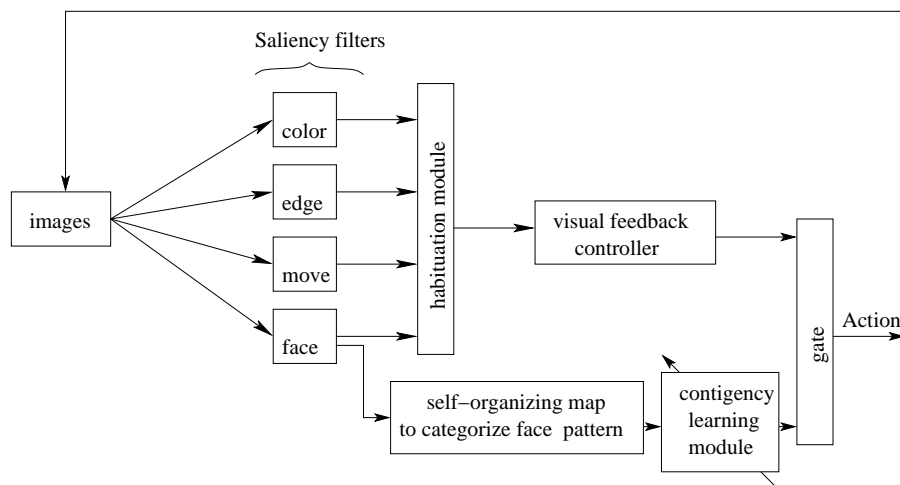 Saliency filters
color
edge
images
move
face
habituation module
visual feedback
controller
gate
Action
self-organizing map
to categorize face pattern
contigency
learning
module